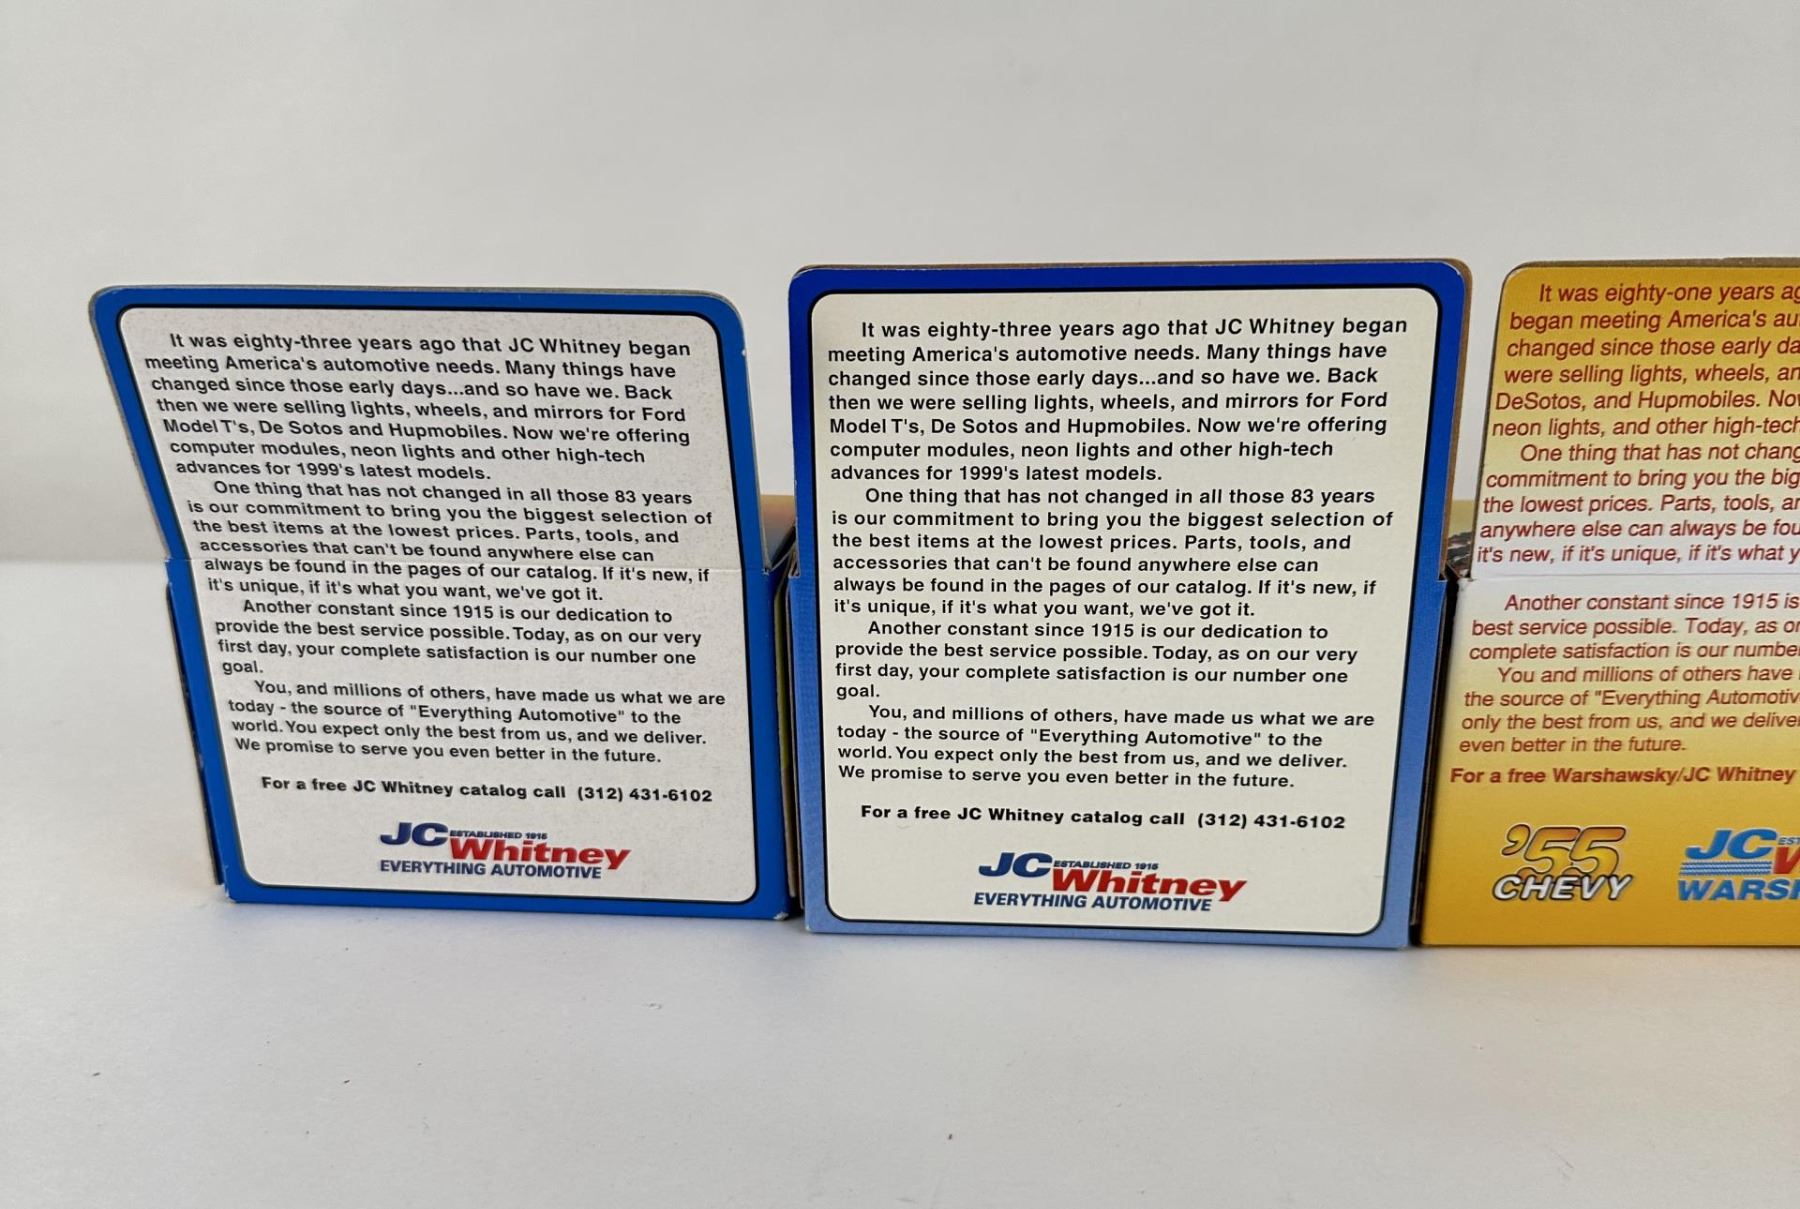 It was eighty-three years ago that JC Whitney began
meeting America's automotive needs. Many things have
changed since those early days...and so have we. Back
then we were selling lights, wheels, and mirrors for Ford
Model T's, De Sotos and Hupmobiles. Now we're offering
computer modules, neon lights and other high-tech
advances for 1999's latest models.
One thing that has not changed in all those 83 years
is our commitment to bring you the biggest selection of
the best items at the lowest prices. Parts, tools, and
accessories that can't be found anywhere else can
always be found in the pages of our catalog. If it's new, if
it's unique, if it's what you want, we've got it.
Another constant since 1915 is our dedication to
provide the best service possible. Today, as on our very
first day, your complete satisfaction is our number one
goal.
You, and millions of others, have made us what we are
today - the source of "Everything Automotive" to the
world. You expect only the best from us, and we deliver.
We promise to serve you even better in the future.
For a free JC Whitney catalog call (312) 431-6102
JC ESTABLISHED 1915
Whitney
EVERYTHING AUTOMOTIVE
It was eighty-three years ago that JC Whitney began
meeting America's automotive needs. Many things have
changed since those early days...and so have we. Back
then we were selling lights, wheels, and mirrors for Ford
Model T's, De Sotos and Hupmobiles. Now we're offering
computer modules, neon lights and other high-tech
advances for 1999's latest models.
One thing that has not changed in all those 83 years
is our commitment to bring you the biggest selection of
the best items at the lowest prices. Parts, tools, and
accessories that can't be found anywhere else can
always be found in the pages of our catalog. If it's new, if
it's unique, if it's what you want, we've got it.
Another constant since 1915 is our dedication to
provide the best service possible. Today, as on our very
first day, your complete satisfaction is our number one
goal.
You, and millions of others, have made us what we are
today - the source of "Everything Automotive" to the
world. You expect only the best from us, and we deliver.
We promise to serve you even better in the future.
For a free JC Whitney catalog call (312) 431-6102
JC ESTABLISHED 1915
Whitney
EVERYTHING AUTOMOTIVE
It was eighty-one years
began meeting America's
changed since those early
were selling lights, wheels,
DeSotos, and Hupmobiles.
neon lights, and other high-tech
One thing that has not
commitment to bring you the
the lowest prices. Parts, tools,
anywhere else can always be
it's new, if it's unique, if it's what
Another constant since 1915 is
best service possible. Today, as
complete satisfaction is our
You and millions of others have
the source of "Everything
only the best from us, and we
even better in the future.
For a free Warshawsky/JC Whitney
'55
CHEVY
JC